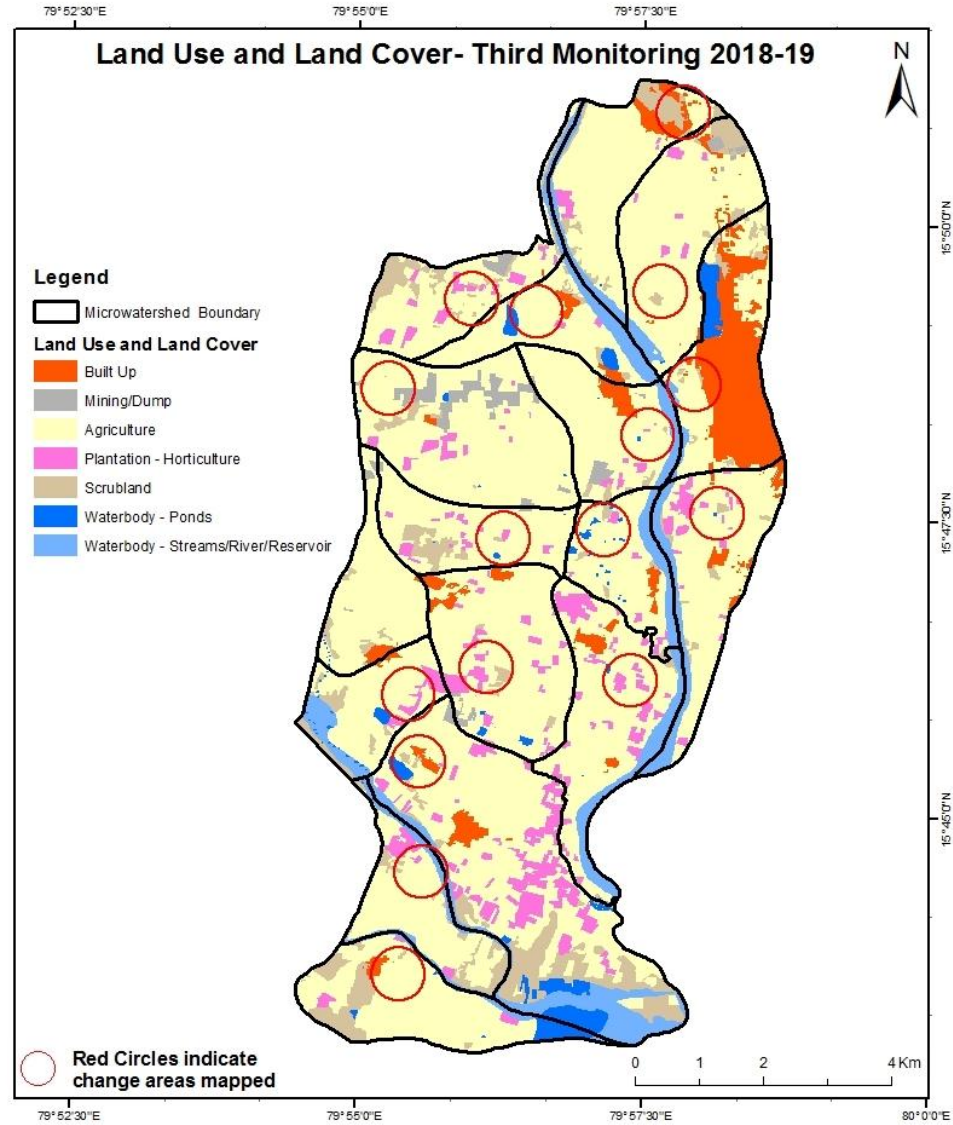 79°52'30"E 79°55'0"E 79°57'30"E
Land Use and Land Cover- Third Monitoring 2018-19
N
15°50'0"N
Legend
Microwatershed Boundary
Land Use and Land Cover
Built Up
Mining/Dump
Agriculture
Plantation - Horticulture
Scrubland
Waterbody - Ponds
Waterbody - Streams/River/Reservoir
15°47'30"N
15°45'0"N
Red Circles indicate
change areas mapped
0 1 2 4 Km
79°52'30"E 79°55'0"E 79°57'30"E 80°0'0"E